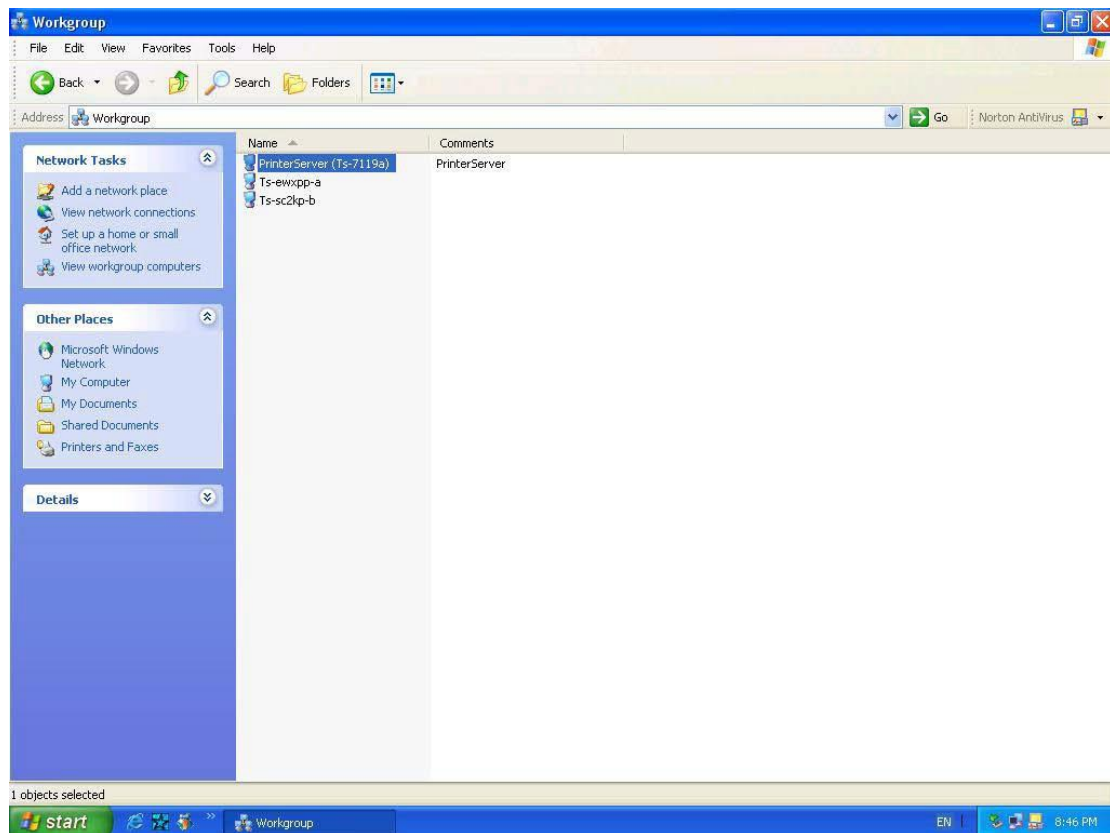 Workgroup
File Edit View Favorites Tools Help
Back Search Folders
Address Workgroup Go Norton AntiVirus
Name Comments
Network Tasks
Add a network place
View network connections
Set up a home or small
office network
View workgroup computers
Other Places
Microsoft Windows
Network
My Computer
My Documents
Shared Documents
Printers and Faxes
Details
PrinterServer (Ts-7119a) PrinterServer
Ts-ewxpp-a
Ts-sc2kp-b
1 objects selected
start Workgroup EN 8:46 PM